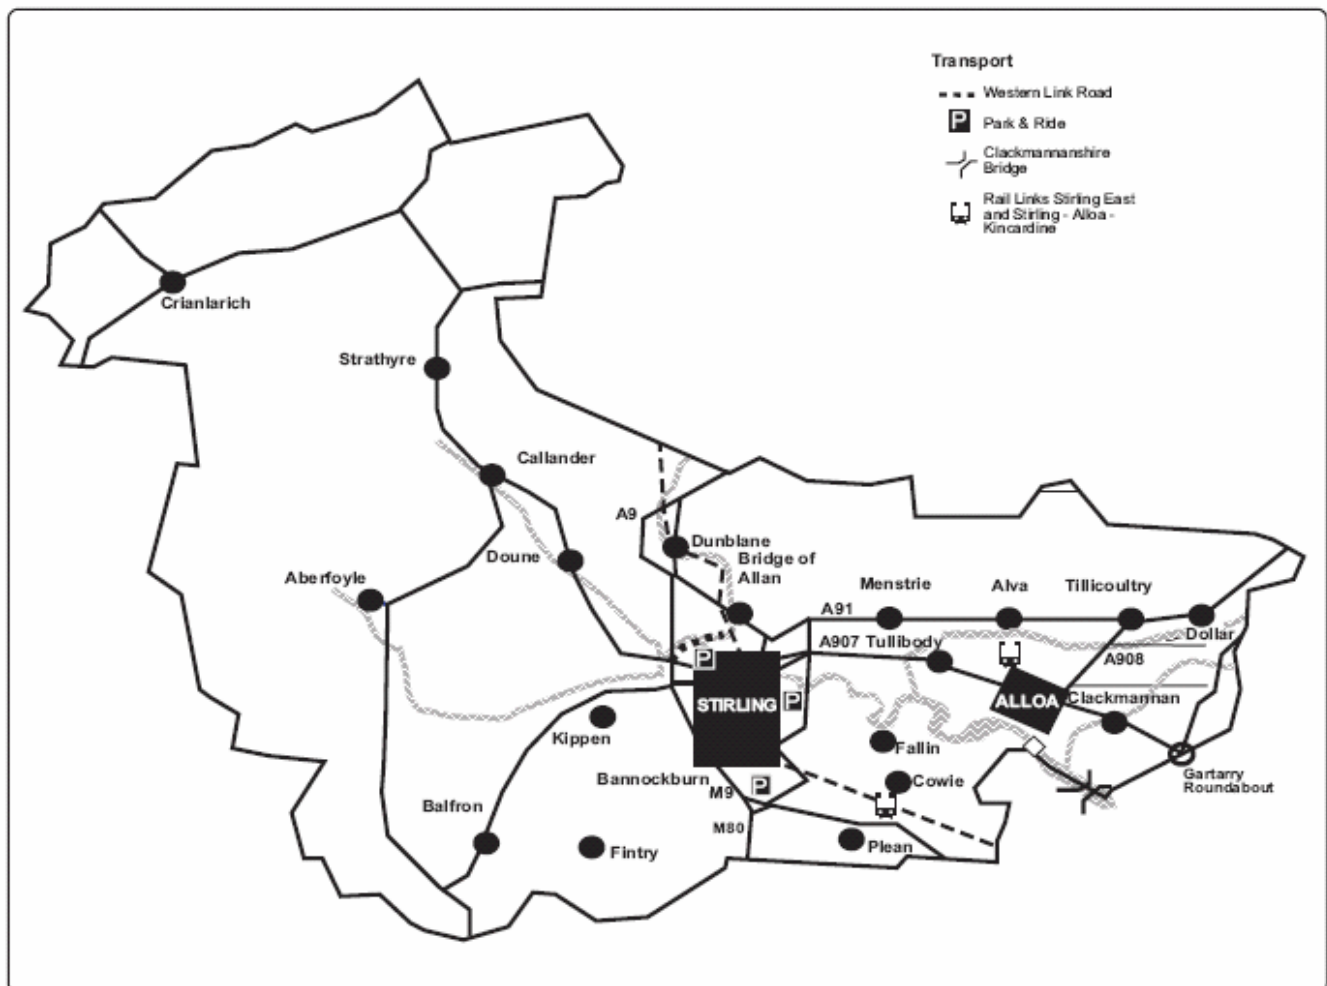 Transport
Western Link Road
P
Park & Ride
Clackmannanshire
Bridge
Rail Links Stirling East
and Stirling - Alloa -
Kincardine
Crianlarich
Strathyre
Callander
A9
Dunblane
Doune
Bridge of
Allan
Aberfoyle
Menstrie
Alva
Tillicoultry
A91
Dollar
A907
Tullibody
A908
P
STIRLING
P
ALLOA
Clackmannan
Kippen
Fallin
Bannockburn
M9
P
Cowie
Gartarry
Roundabout
Balfron
M80
Fintry
Plean